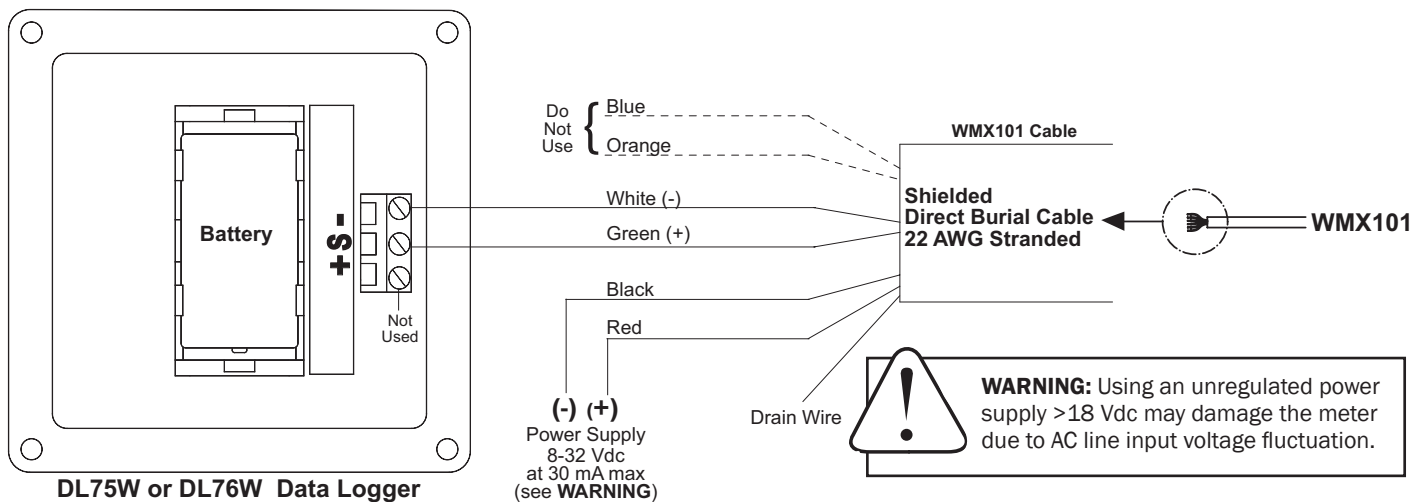 Battery
+S-
Not
Used
DL75W or DL76W Data Logger
Do
Not
Use
{
Blue
Orange
White (-)
Green (+)
Black
Red
(-) (+)
Power Supply
8-32 Vdc
at 30 mA max
(see WARNING)
Drain Wire
WMX101 Cable
Shielded
Direct Burial Cable
22 AWG Stranded
WMX101
!
WARNING: Using an unregulated power
supply >18 Vdc may damage the meter
due to AC line input voltage fluctuation.